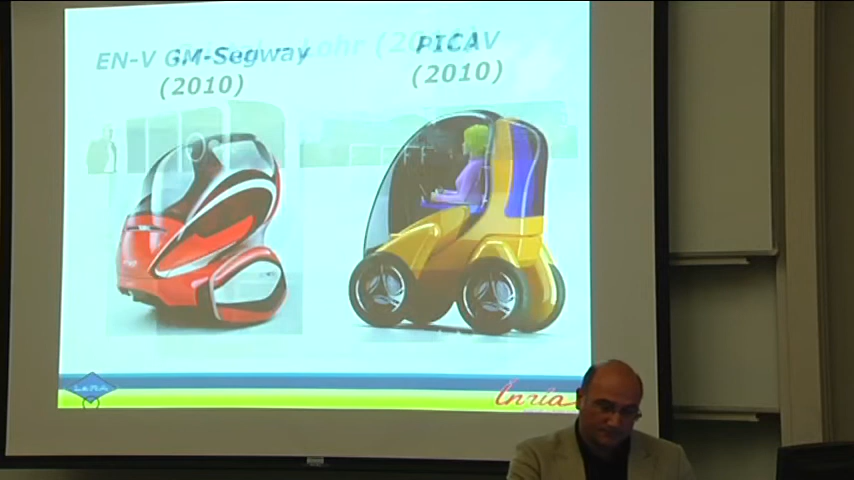 EN-V GM-Segway
(2010)
PICAV
(2010)
LaRA
Inria